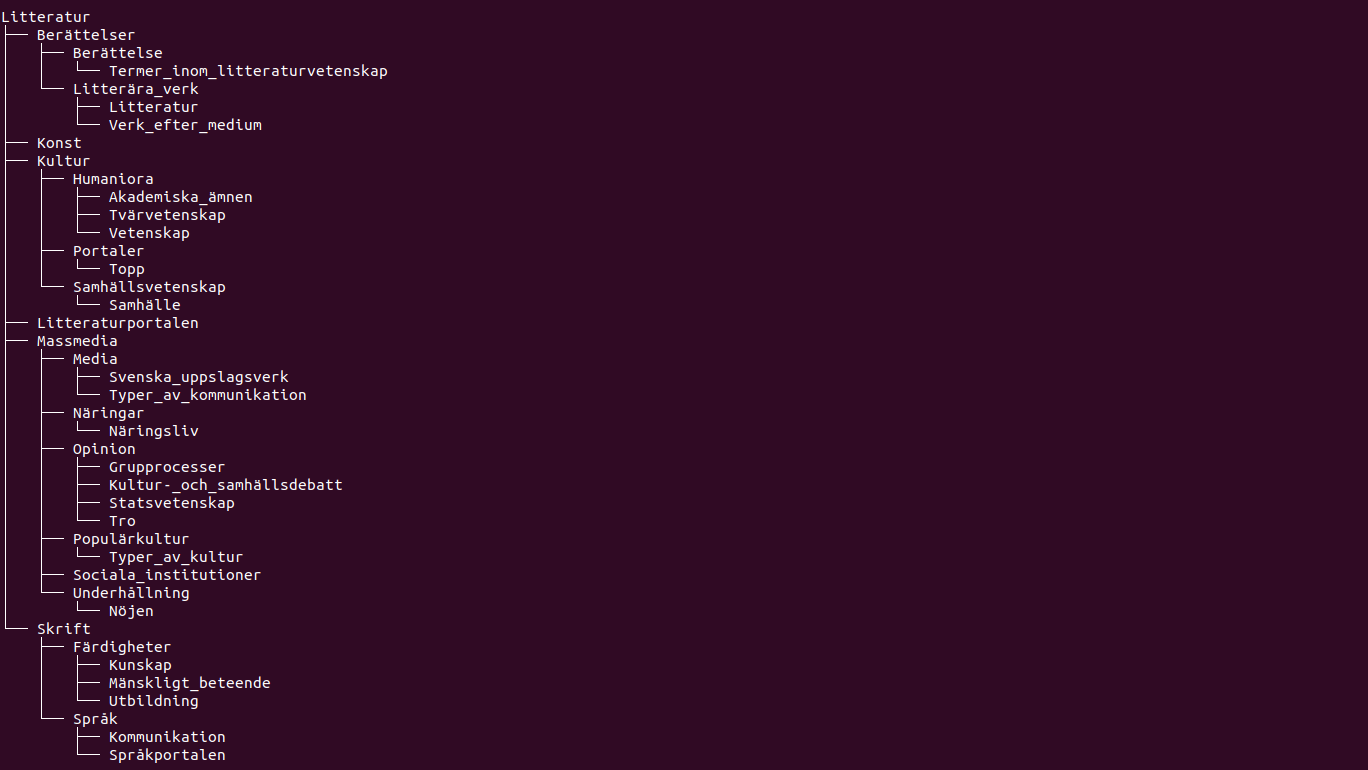 Litteratur
├── Berättelser
│   ├── Berättelse
│   │   └── Termer_inom_litteraturvetenskap
│   └── Litterära_verk
│       ├── Litteratur
│       └── Verk_efter_medium
├── Konst
├── Kultur
│   ├── Humaniora
│   │   ├── Akademiska_ämnen
│   │   ├── Tvärvetenskap
│   │   └── Vetenskap
│   ├── Portaler
│   │   └── Topp
│   └── Samhällsvetenskap
│       └── Samhälle
├── Litteraturportalen
├── Massmedia
│   ├── Media
│   │   ├── Svenska_uppslagsverk
│   │   └── Typer_av_kommunikation
│   ├── Näringar
│   │   └── Näringsliv
│   ├── Opinion
│   │   ├── Grupprocesser
│   │   ├── Kultur-_och_samhällsdebatt
│   │   ├── Statsvetenskap
│   │   └── Tro
│   ├── Populärkultur
│   │   └── Typer_av_kultur
│   ├── Sociala_institutioner
│   └── Underhållning
│       └── Nöjen
└── Skrift
    ├── Färdigheter
    │   ├── Kunskap
    │   ├── Mänskligt_beteende
    │   └── Utbildning
    └── Språk
        ├── Kommunikation
        └── Språkportalen